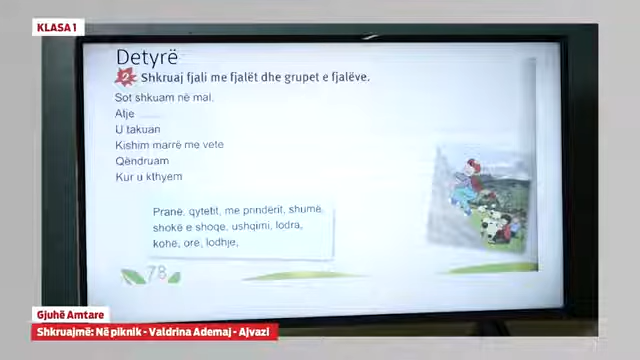 KLASA 1
Detyrë
2 Shkruaj fjali me fjalët dhe grupet e fjalëve.
Sot shkuam në mal.
Atje
U takuan
Kishim marrë me vete
Qëndruam
Kur u kthyem
Pranë, qytetit, me prindërit, shumë,
shokë e shoqe, ushqimi, lodra,
kohë, orë, lodhje,
78
Gjuhë Amtare
Shkruajmë: Në piknik - Valdrina Ademaj - Ajvazi